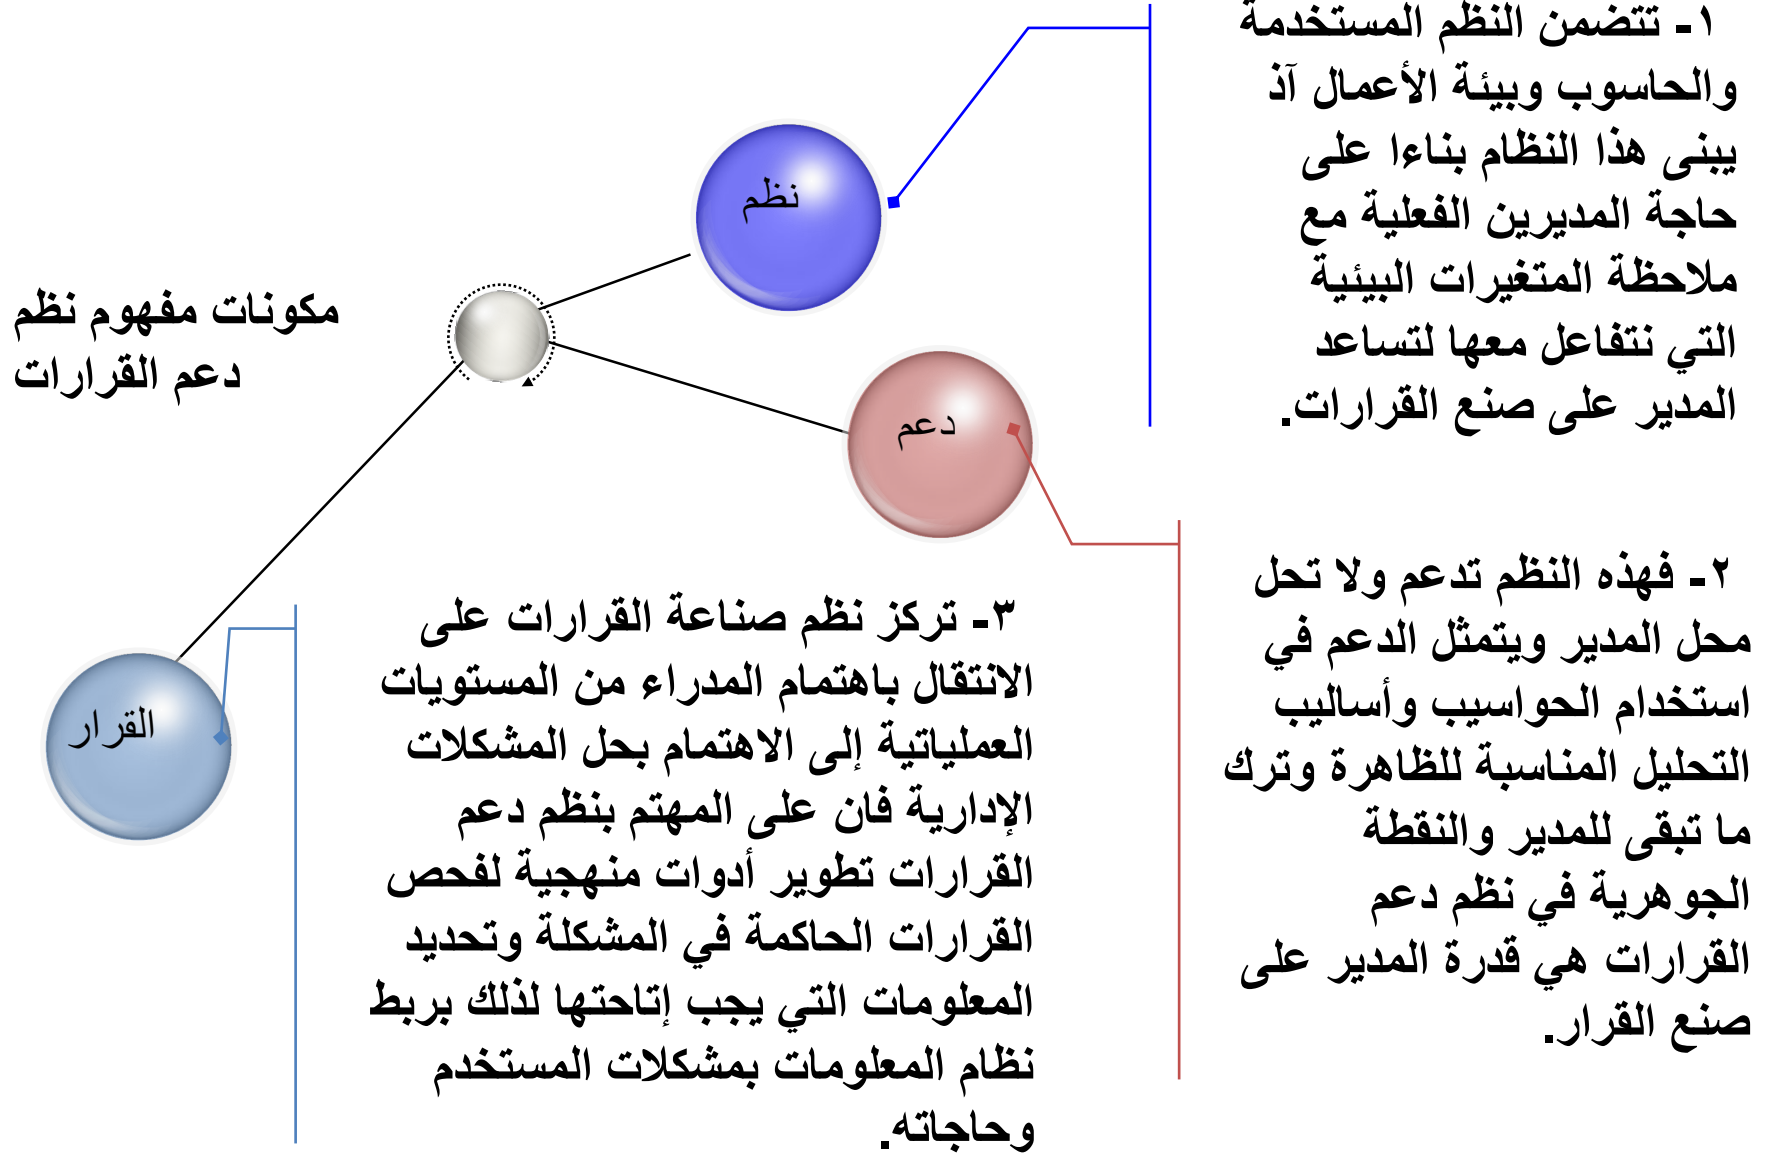 مكونات مفهوم نظم
دعم القرارات
نظم
١- تتضمن النظم المستخدمة
والحاسوب وبيئة الأعمال آذ
يبنى هذا النظام بناءا على
حاجة المديرين الفعلية مع
ملاحظة المتغيرات البيئية
التي نتفاعل معها لتساعد
المدير على صنع القرارات.
دعم
٢- فهذه النظم تدعم ولا تحل
محل المدير ويتمثل الدعم في
استخدام الحواسيب وأساليب
التحليل المناسبة للظاهرة وترك
ما تبقى للمدير والنقطة
الجوهرية في نظم دعم
القرارات هي قدرة المدير على
صنع القرار.
القرار
٣- تركز نظم صناعة القرارات على
الانتقال باهتمام المدراء من المستويات
العملياتية إلى الاهتمام بحل المشكلات
الإدارية فان على المهتم بنظم دعم
القرارات تطوير أدوات منهجية لفحص
القرارات الحاكمة في المشكلة وتحديد
المعلومات التي يجب إتاحتها لذلك بربط
نظام المعلومات بمشكلات المستخدم
وحاجاته.